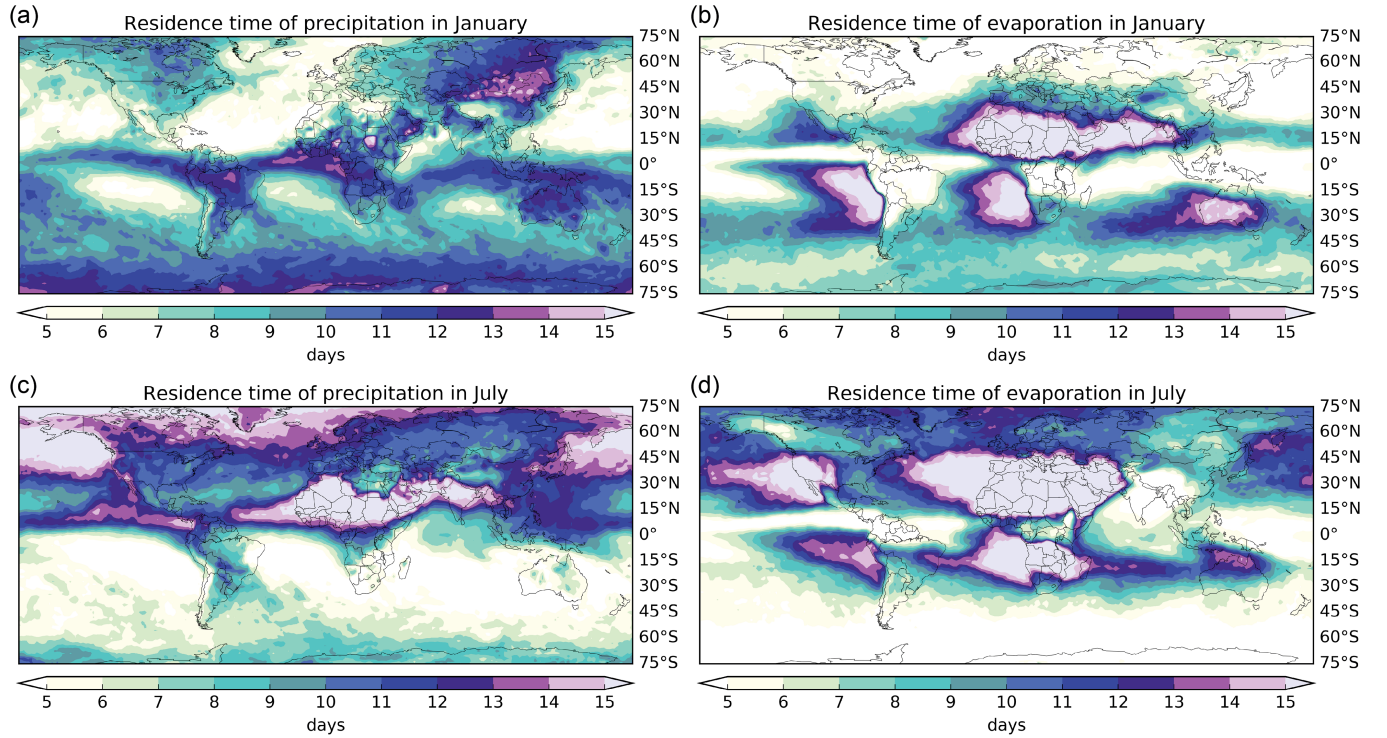 (a)
Residence time of precipitation in January
75°N
60°N
45°N
30°N
15°N
0°
15°S
30°S
45°S
60°S
75°S
5 6 7 8 9 10 11 12 13 14 15
days
(b)
Residence time of evaporation in January
75°N
60°N
45°N
30°N
15°N
0°
15°S
30°S
45°S
60°S
75°S
5 6 7 8 9 10 11 12 13 14 15
days
(c)
Residence time of precipitation in July
75°N
60°N
45°N
30°N
15°N
0°
15°S
30°S
45°S
60°S
75°S
5 6 7 8 9 10 11 12 13 14 15
days
(d)
Residence time of evaporation in July
75°N
60°N
45°N
30°N
15°N
0°
15°S
30°S
45°S
60°S
75°S
5 6 7 8 9 10 11 12 13 14 15
days